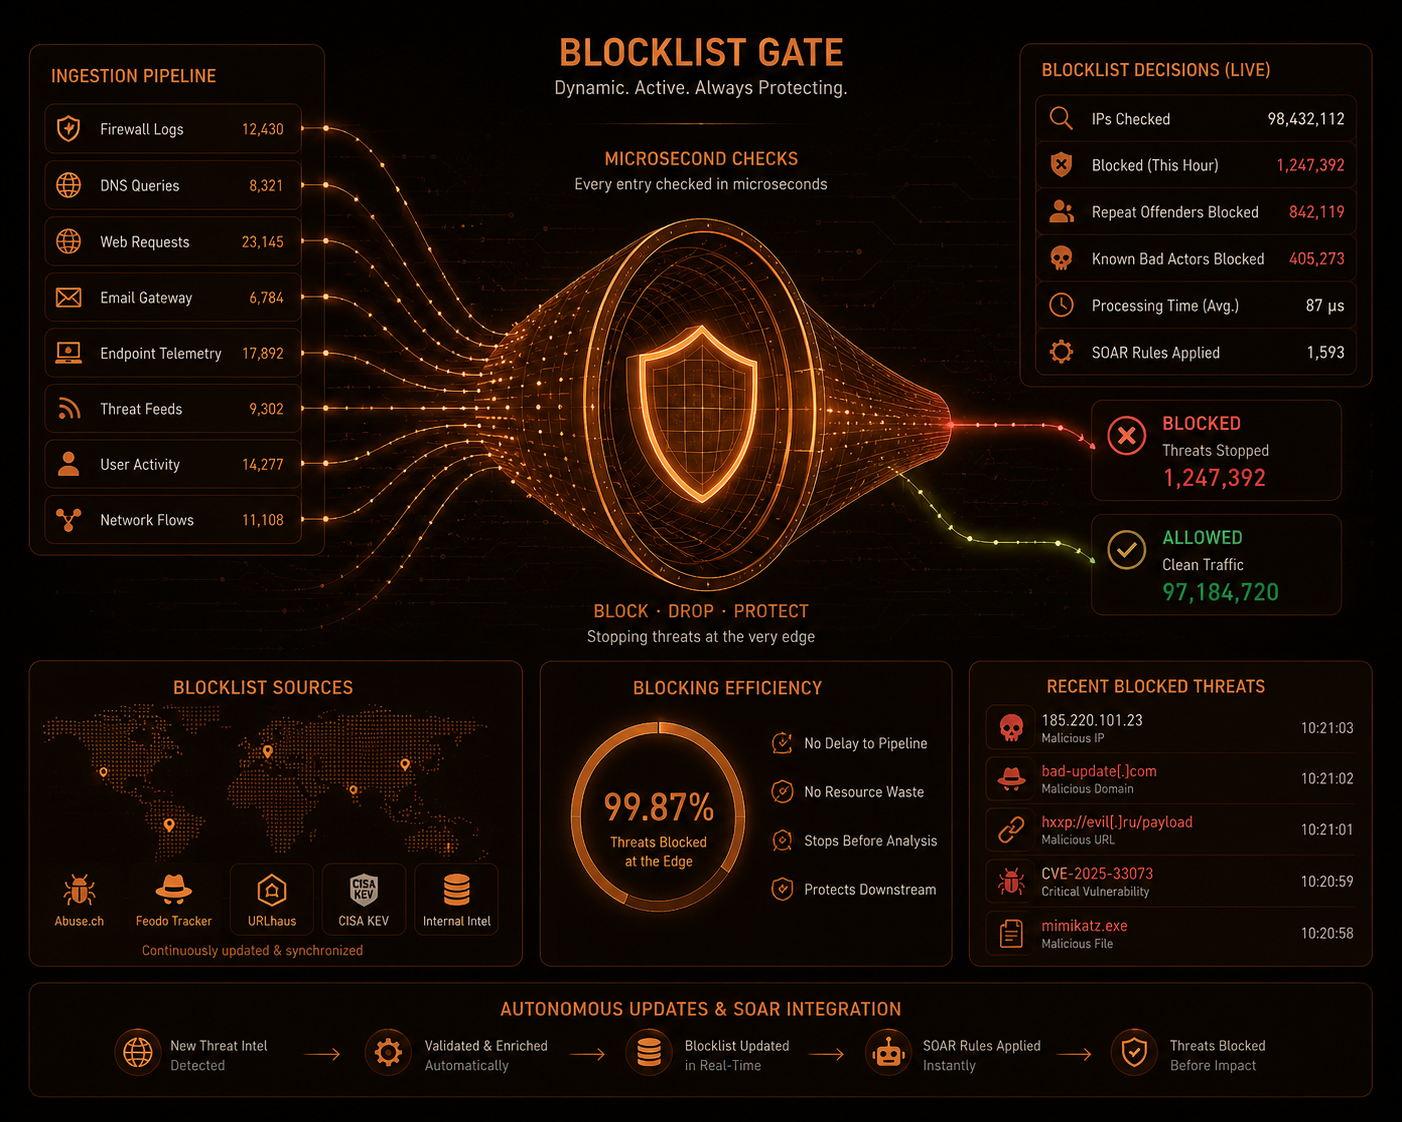 BLOCKLIST GATE
Dynamic. Active. Always Protecting.
INGESTION PIPELINE
Firewall Logs 12,430
DNS Queries 8,321
Web Requests 23,145
Email Gateway 6,784
Endpoint Telemetry 17,892
Threat Feeds 9,302
User Activity 14,277
Network Flows 11,108
MICROSECOND CHECKS
Every entry checked in microseconds
BLOCK · DROP · PROTECT
Stopping threats at the very edge
BLOCKLIST DECISIONS (LIVE)
IPs Checked 98,432,112
Blocked (This Hour) 1,247,392
Repeat Offenders Blocked 842,119
Known Bad Actors Blocked 405,273
Processing Time (Avg.) 87 µs
SOAR Rules Applied 1,593
BLOCKED
Threats Stopped
1,247,392
ALLOWED
Clean Traffic
97,184,720
BLOCKLIST SOURCES
Abuse.ch
Feodo Tracker
URLhaus
CISA
KEV
CISA KEV
Internal Intel
Continuously updated & synchronized
BLOCKING EFFICIENCY
99.87%
Threats Blocked
at the Edge
No Delay to Pipeline
No Resource Waste
Stops Before Analysis
Protects Downstream
RECENT BLOCKED THREATS
185.220.101.23 10:21:03
Malicious IP
bad-update[.]com 10:21:02
Malicious Domain
hxxp://evil[.]ru/payload 10:21:01
Malicious URL
CVE-2025-33073 10:20:59
Critical Vulnerability
mimikatz.exe 10:20:58
Malicious File
AUTONOMOUS UPDATES & SOAR INTEGRATION
New Threat Intel
Detected
Validated & Enriched
Automatically
Blocklist Updated
in Real-Time
SOAR Rules Applied
Instantly
Threats Blocked
Before Impact